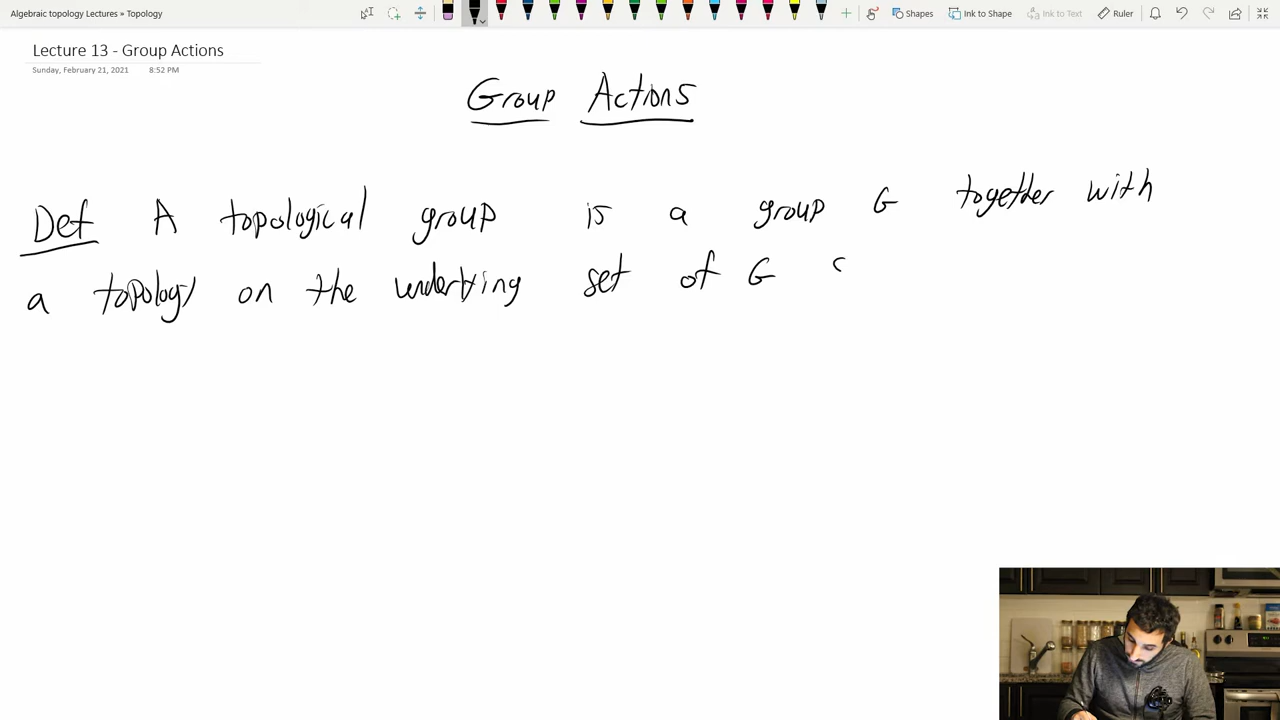 Algebraic topology Lectures » Topology
Shapes Ink to Shape Ink to Text Ruler
Lecture 13 - Group Actions
Sunday, February 21, 2021 8:52 PM
Group Actions
Def A topological group is a group G together with
a topology on the underlying set of G